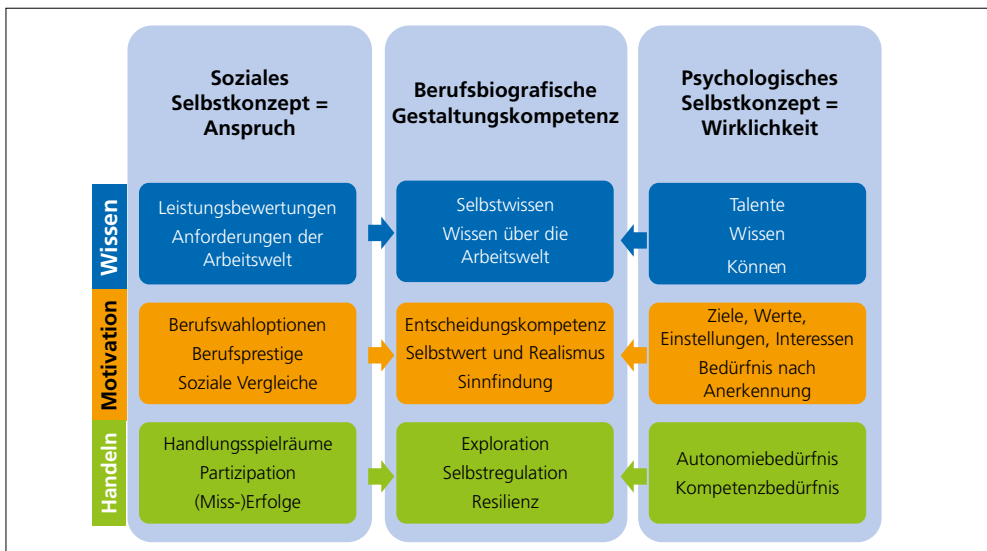 Soziales
Selbstkonzept =
Anspruch
Berufsbiografische
Gestaltungskompetenz
Psychologisches
Selbstkonzept =
Wirklichkeit
Wissen
Leistungsbewertungen
Anforderungen der
Arbeitswelt
Selbstwissen
Wissen über die
Arbeitswelt
Talente
Wissen
Können
Motivation
Berufswahloptionen
Berufsprestige
Soziale Vergleiche
Entscheidungskompetenz
Selbstwert und Realismus
Sinnfindung
Ziele, Werte,
Einstellungen, Interessen
Bedürfnis nach
Anerkennung
Handeln
Handlungsspielräume
Partizipation
(Miss-)Erfolge
Exploration
Selbstregulation
Resilienz
Autonomiebedürfnis
Kompetenzbedürfnis